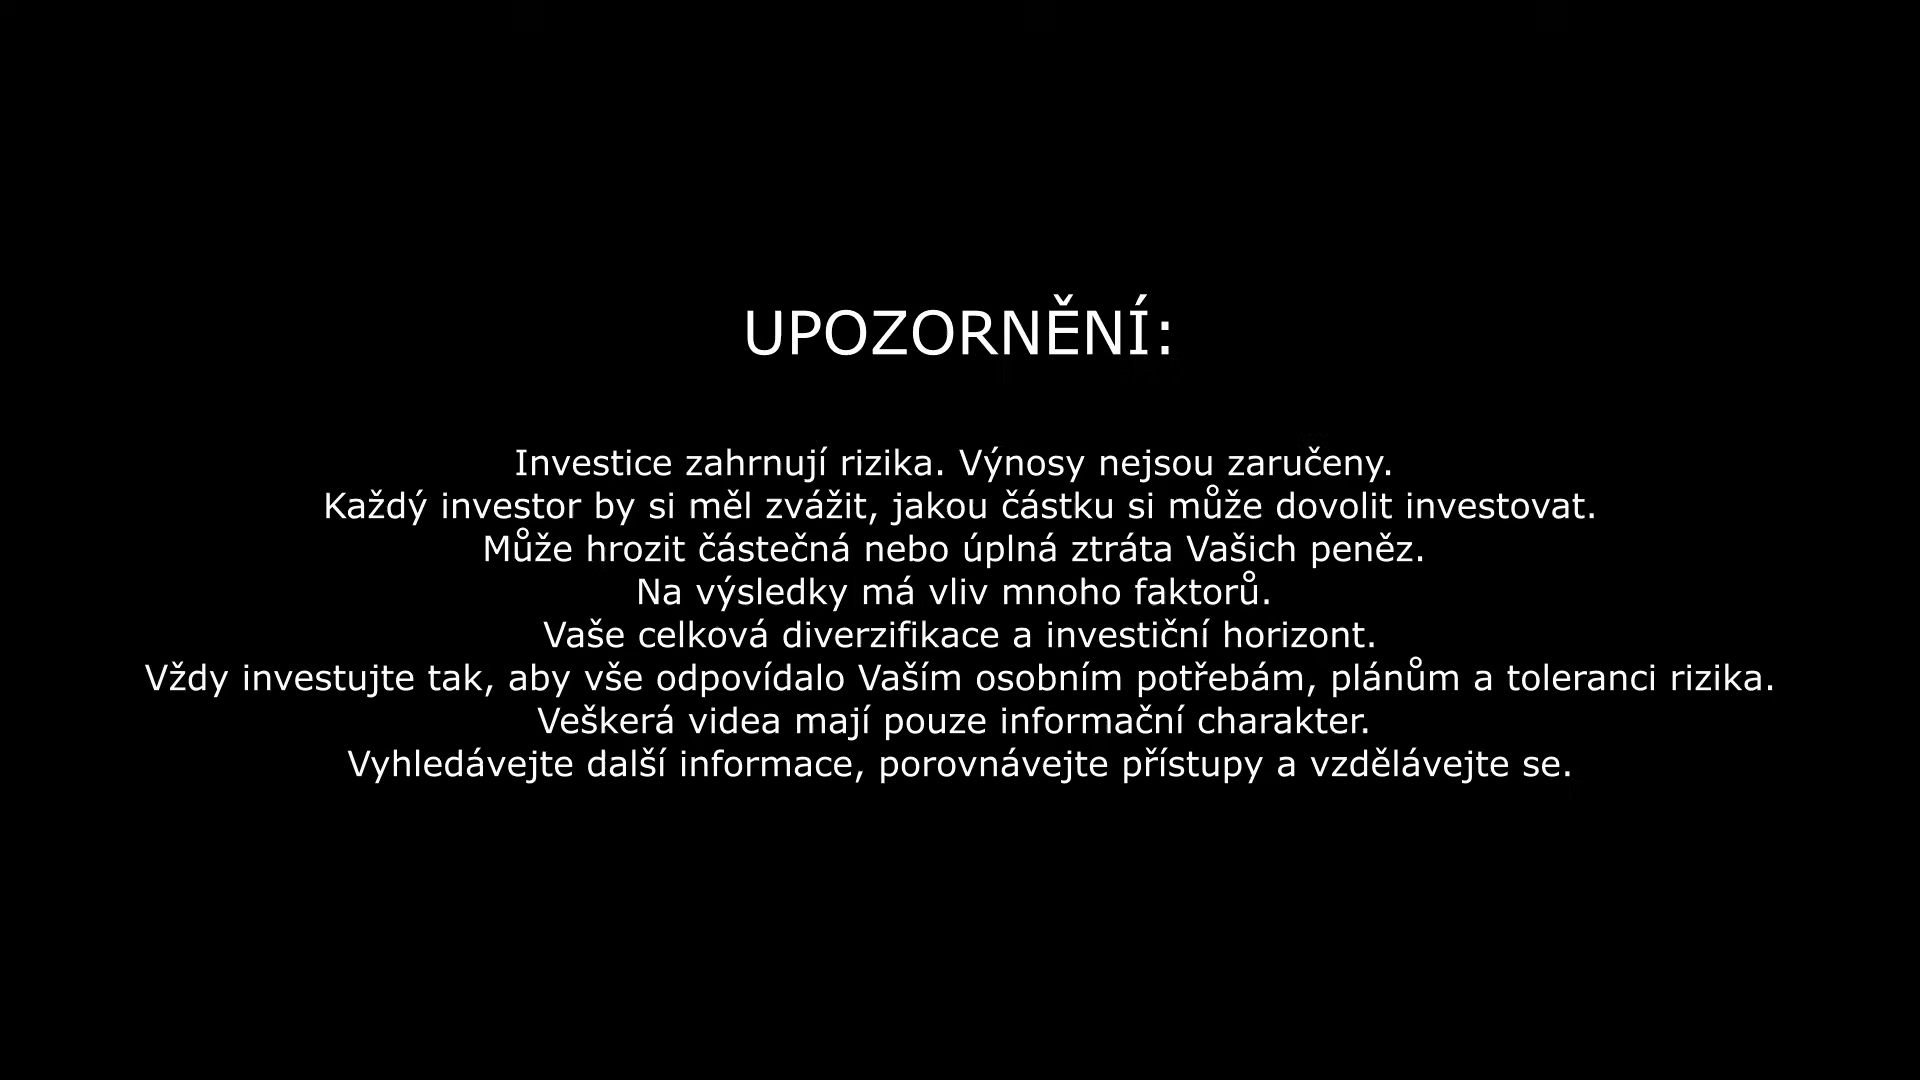 UPOZORNĚNÍ:
Investice zahrnují rizika. Výnosy nejsou zaručeny.
Každý investor by si měl zvážit, jakou částku si může dovolit investovat.
Může hrozit částečná nebo úplná ztráta Vašich peněz.
Na výsledky má vliv mnoho faktorů.
Vaše celková diverzifikace a investiční horizont.
Vždy investujte tak, aby vše odpovídalo Vaším osobním potřebám, plánům a toleranci rizika.
Veškerá videa mají pouze informační charakter.
Vyhledávejte další informace, porovnávejte přístupy a vzdělávejte se.